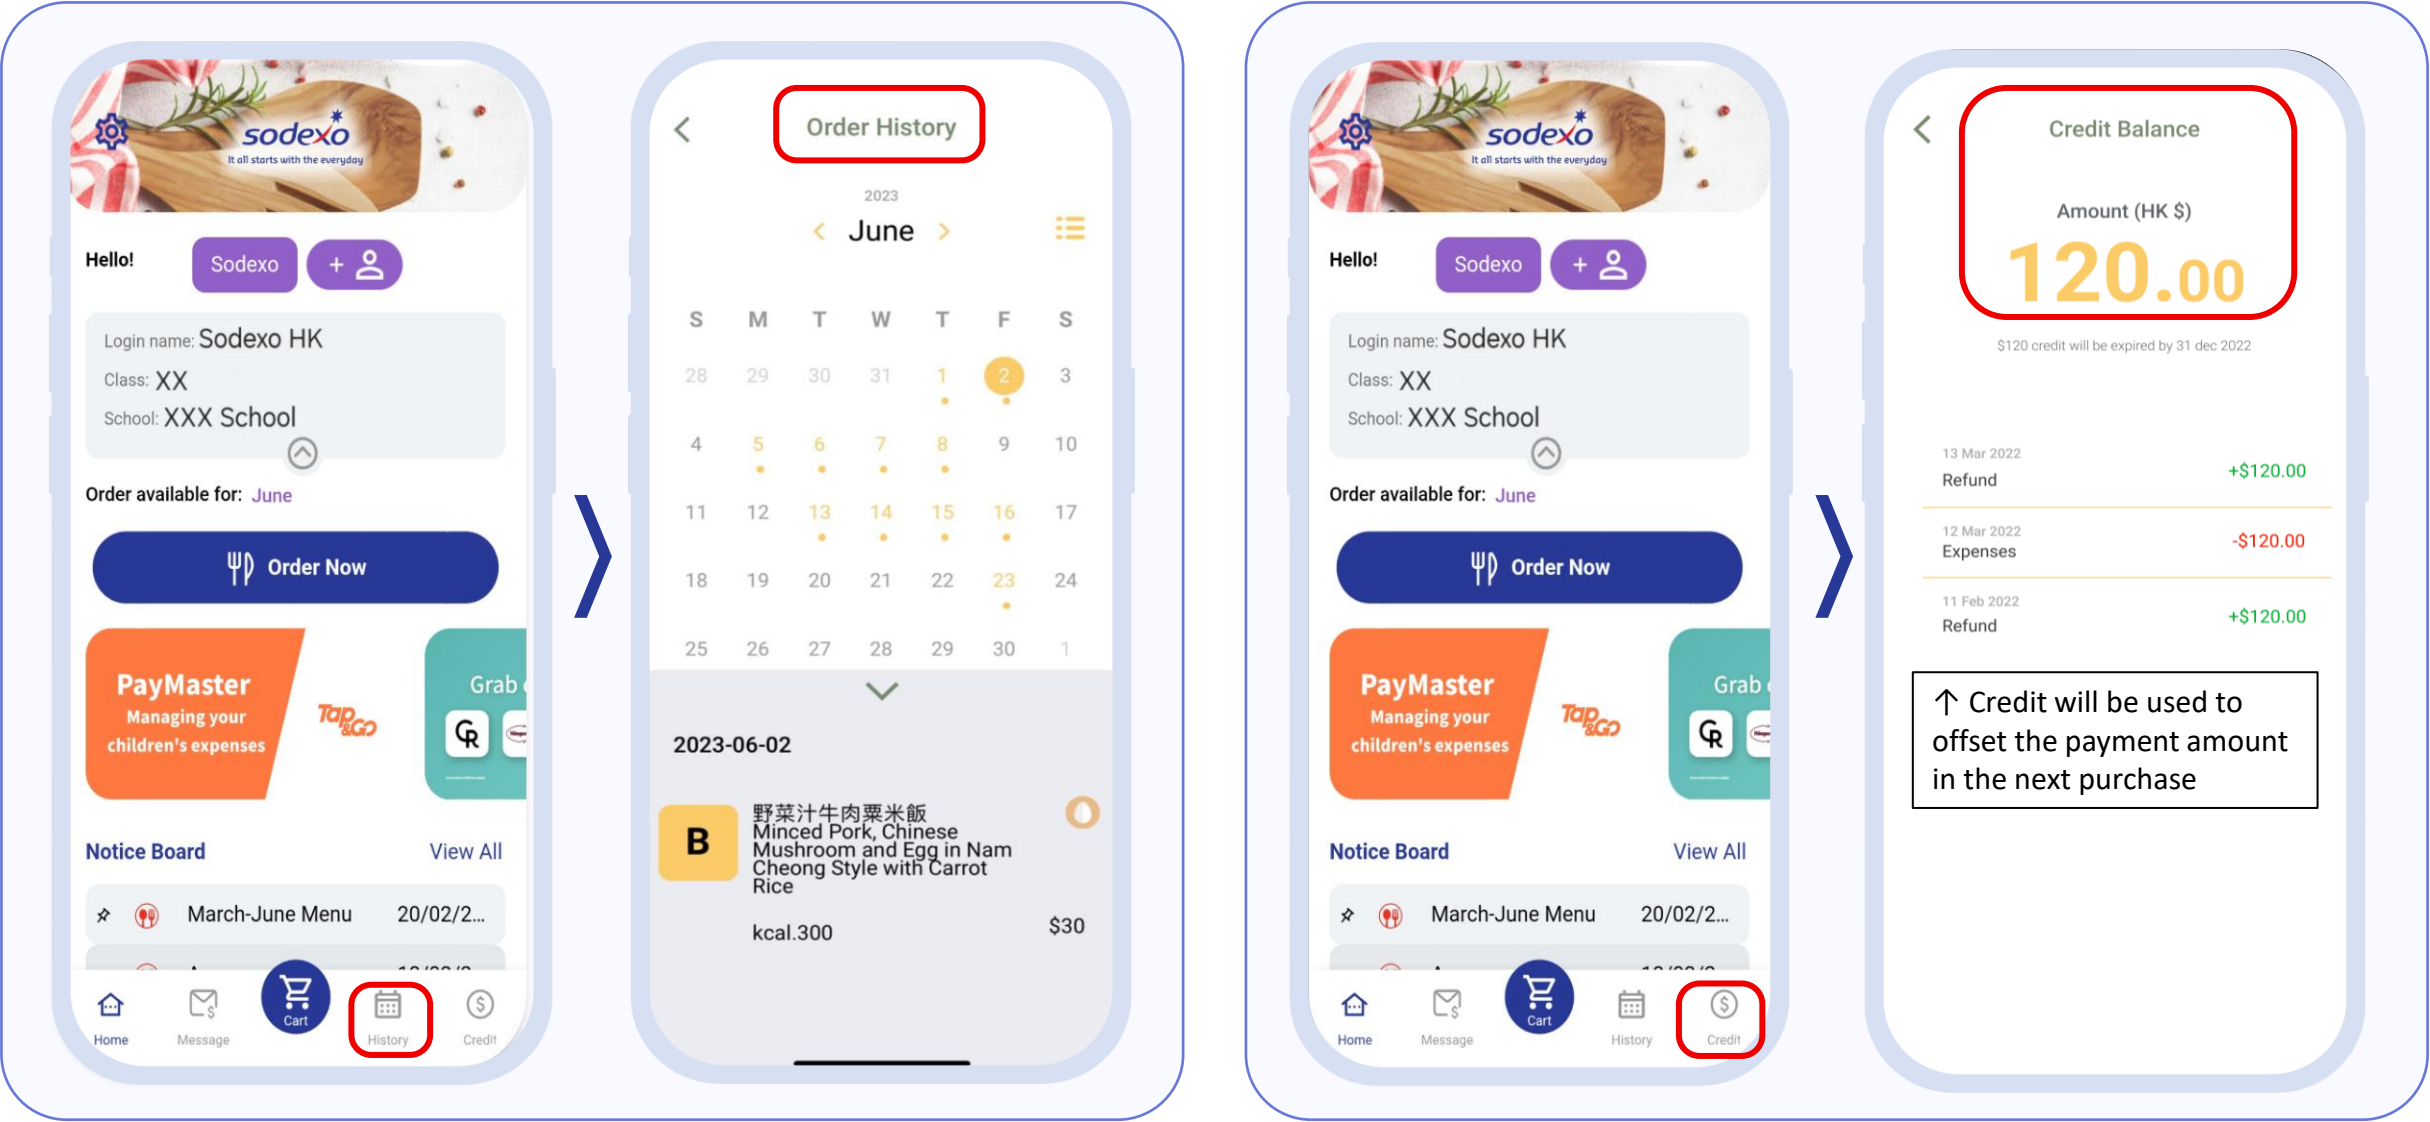 sodexo
It all starts with the everyday
Hello!
Sodexo
+
Login name: Sodexo HK
Class: XX
School: XXX School
Order available for: June
Order Now
PayMaster
Managing your
children's expenses
Tap
&GO
Grab
Notice Board
View All
March-June Menu 20/02/2...
Home
Message
Cart
History
Credit
Order History
2023
June
S M T W T F S
28 29 30 31 1 2 3
4 5 6 7 8 9 10
11 12 13 14 15 16 17
18 19 20 21 22 23 24
25 26 27 28 29 30 1
2023-06-02
B
野菜汁牛肉粟米飯
Minced Pork, Chinese
Mushroom and Egg in Nam
Cheong Style with Carrot
Rice
kcal.300
$30
sodexo
It all starts with the everyday
Hello!
Sodexo
+
Login name: Sodexo HK
Class: XX
School: XXX School
Order available for: June
Order Now
PayMaster
Managing your
children's expenses
Tap
&GO
Grab
Notice Board
View All
March-June Menu 20/02/2...
Home
Message
Cart
History
Credit
Credit Balance
Amount (HK $)
120.00
$120 credit will be expired by 31 dec 2022
13 Mar 2022
Refund
+$120.00
12 Mar 2022
Expenses
-$120.00
11 Feb 2022
Refund
+$120.00
↑ Credit will be used to
offset the payment amount
in the next purchase